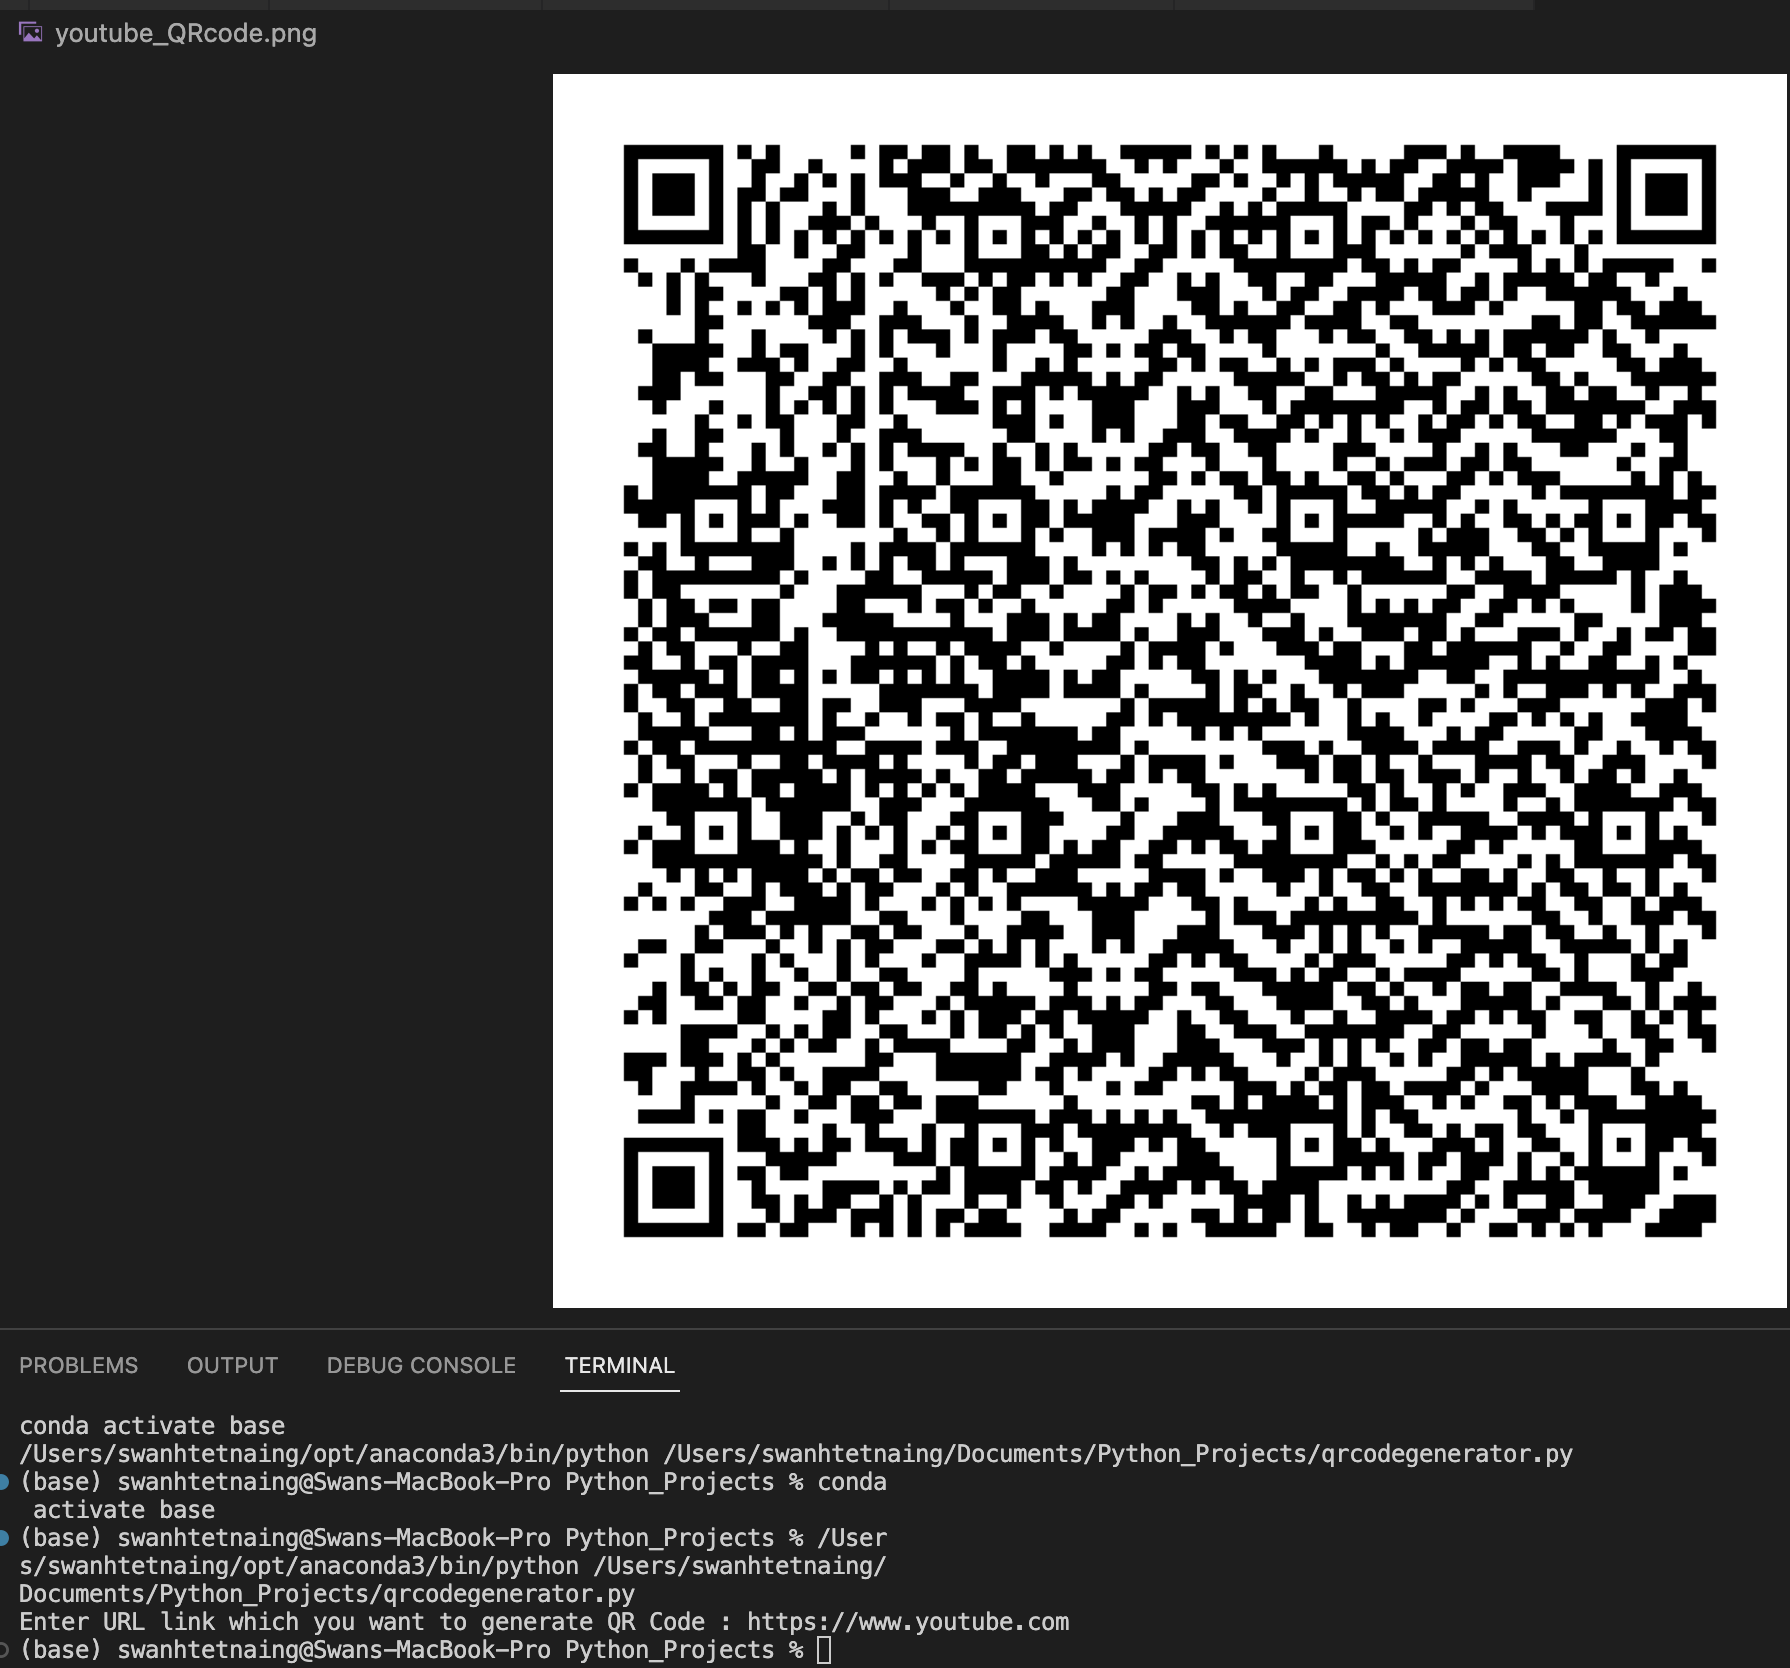 youtube_QRcode.png
PROBLEMS OUTPUT DEBUG CONSOLE TERMINAL
conda activate base
/Users/swanhtetnaing/opt/anaconda3/bin/python /Users/swanhtetnaing/Documents/Python_Projects/qrcodegenerator.py
(base) swanhtetnaing@Swans-MacBook-Pro Python_Projects % conda
 activate base
(base) swanhtetnaing@Swans-MacBook-Pro Python_Projects % /User
s/swanhtetnaing/opt/anaconda3/bin/python /Users/swanhtetnaing/
Documents/Python_Projects/qrcodegenerator.py
Enter URL link which you want to generate QR Code : https://www.youtube.com
(base) swanhtetnaing@Swans-MacBook-Pro Python_Projects %